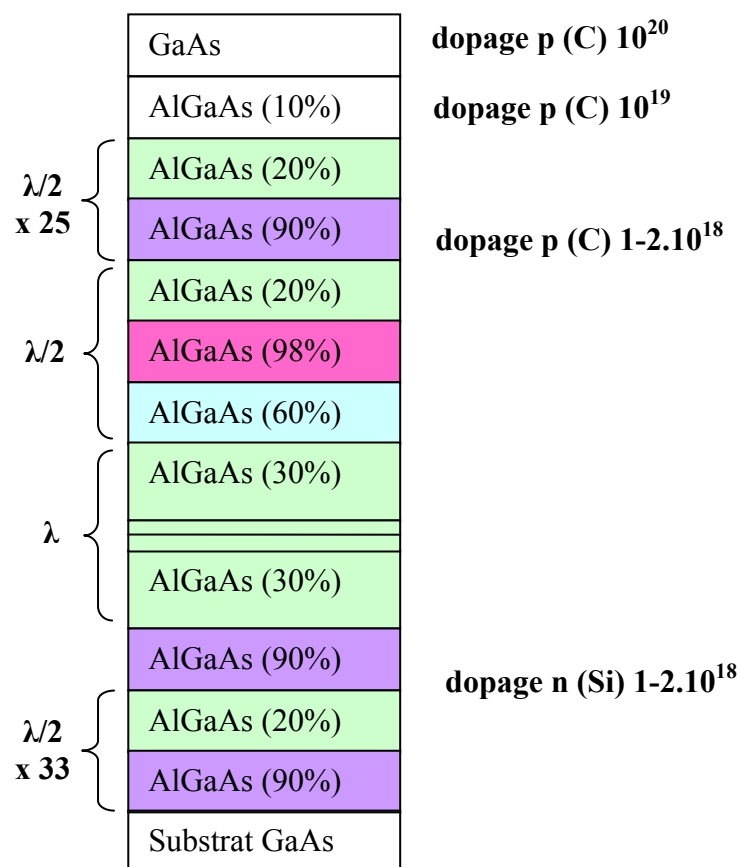 GaAs
dopage p (C) 10²⁰
AlGaAs (10%)
dopage p (C) 10¹⁹
λ/2
x 25
AlGaAs (20%)
AlGaAs (90%)
dopage p (C) 1-2.10¹⁸
λ/2
AlGaAs (20%)
AlGaAs (98%)
AlGaAs (60%)
λ
AlGaAs (30%)
AlGaAs (30%)
AlGaAs (90%)
dopage n (Si) 1-2.10¹⁸
λ/2
x 33
AlGaAs (20%)
AlGaAs (90%)
Substrat GaAs